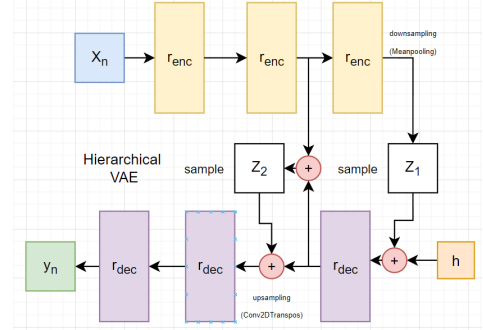 downsampling
(Meanpooling)
Xn
renc
renc
renc
Hierarchical
VAE
sample
Z2
+
sample
Z1
yn
rdec
rdec
+
rdec
+
h
upsampling
(Conv2DTranspos)